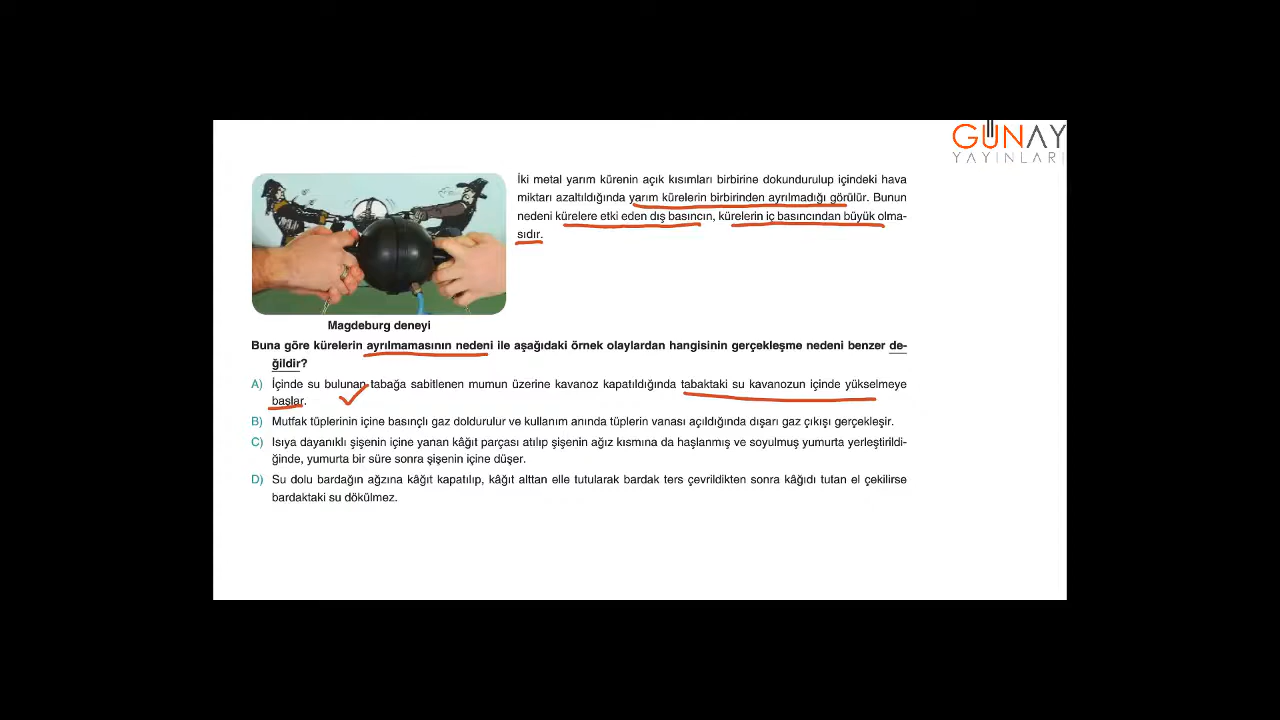 GÜNAY
YAYINLARI
İki metal yarım kürenin açık kısımları birbirine dokundurulup içindeki hava
miktarı azaltıldığında yarım kürelerin birbirinden ayrılmadığı görülür. Bunun
nedeni kürelere etki eden dış basıncın, kürelerin iç basıncından büyük olma-
sıdır.
Magdeburg deneyi
Buna göre kürelerin ayrılmamasının nedeni ile aşağıdaki örnek olaylardan hangisinin gerçekleşme nedeni benzer de-
ğildir?
A) İçinde su bulunan tabağa sabitlenen mumun üzerine kavanoz kapatıldığında tabaktaki su kavanozun içinde yükselmeye
başlar.
B) Mutfak tüplerinin içine basınçlı gaz doldurulur ve kullanım anında tüplerin vanası açıldığında dışarı gaz çıkışı gerçekleşir.
C) Isıya dayanıklı şişenin içine yanan kâğıt parçası atılıp şişenin ağız kısmına da haşlanmış ve soyulmuş yumurta yerleştirildi-
ğinde, yumurta bir süre sonra şişenin içine düşer.
D) Su dolu bardağın ağzına kâğıt kapatılıp, kâğıt alttan elle tutularak bardak ters çevrildikten sonra kâğıdı tutan el çekilirse
bardaktaki su dökülmez.